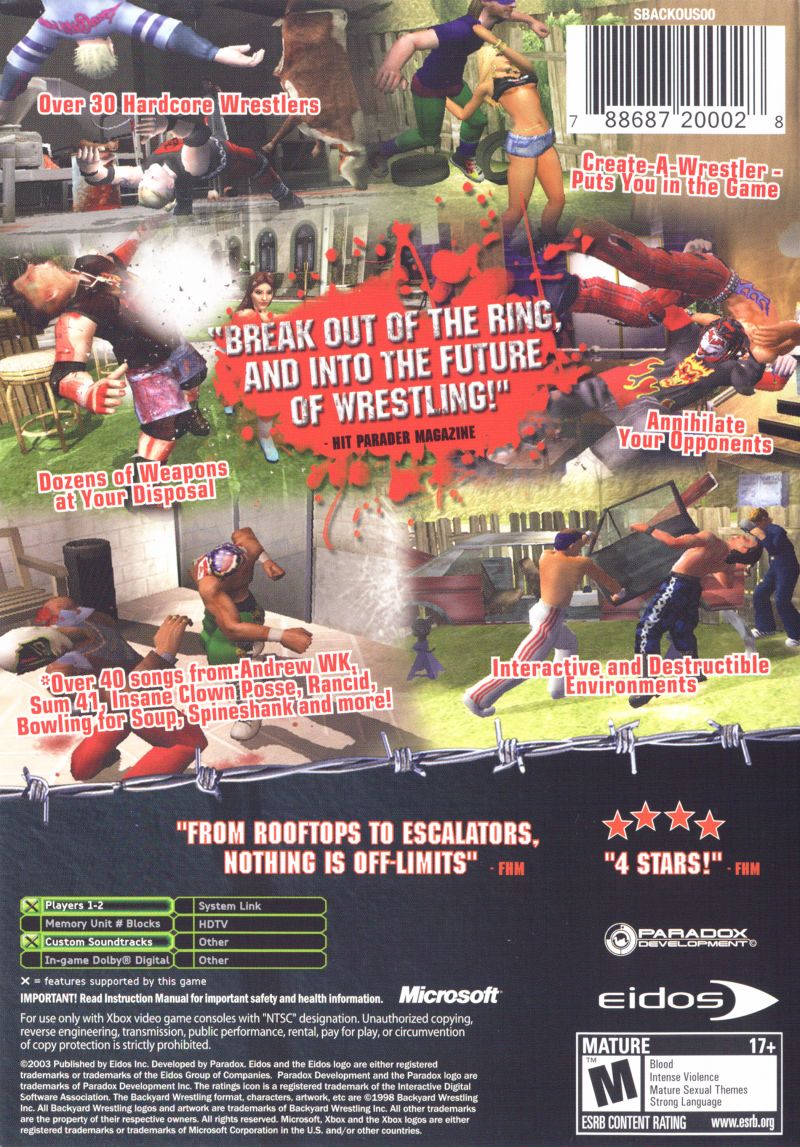 SBACKOUS00
7 88687 20002 8
Over 30 Hardcore Wrestlers
Create-A-Wrestler -
Puts You in the Game
"BREAK OUT OF THE RING,
AND INTO THE FUTURE
OF WRESTLING!"
- HIT PARADER MAGAZINE
Annihilate
Your Opponents
Dozens of Weapons
at Your Disposal
*Over 40 songs from:Andrew WK,
Sum 41, Insane Clown Posse, Rancid,
Bowling for Soup, Spineshank and more!
Interactive and Destructible
Environments
"FROM ROOFTOPS TO ESCALATORS,
NOTHING IS OFF-LIMITS" - FHM
"4 STARS!" - FHM
X Players 1-2
System Link
Memory Unit # Blocks
HDTV
X Custom Soundtracks
Other
In-game Dolby® Digital
Other
X = features supported by this game
IMPORTANT! Read Instruction Manual for important safety and health information.
Microsoft®
For use only with Xbox video game consoles with "NTSC" designation. Unauthorized copying,
reverse engineering, transmission, public performance, rental, pay for play, or circumvention
of copy protection is strictly prohibited.
©2003 Published by Eidos Inc. Developed by Paradox. Eidos and the Eidos logo are either registered
trademarks or trademarks of the Eidos Group of Companies. Paradox Development and the Paradox logo are
trademarks of Paradox Development Inc. The ratings icon is a registered trademark of the Interactive Digital
Software Association. The Backyard Wrestling format, characters, artwork, etc are ©1998 Backyard Wrestling
Inc. All Backyard Wrestling logos and artwork are trademarks of Backyard Wrestling Inc. All other trademarks
are the property of their respective owners. All rights reserved. Microsoft, Xbox and the Xbox logos are either
registered trademarks or trademarks of Microsoft Corporation in the U.S. and/or other countries.
PARADOX
DEVELOPMENT©
eidos
MATURE 17+
TM
M
Blood
Intense Violence
Mature Sexual Themes
Strong Language
ESRB CONTENT RATING www.esrb.org